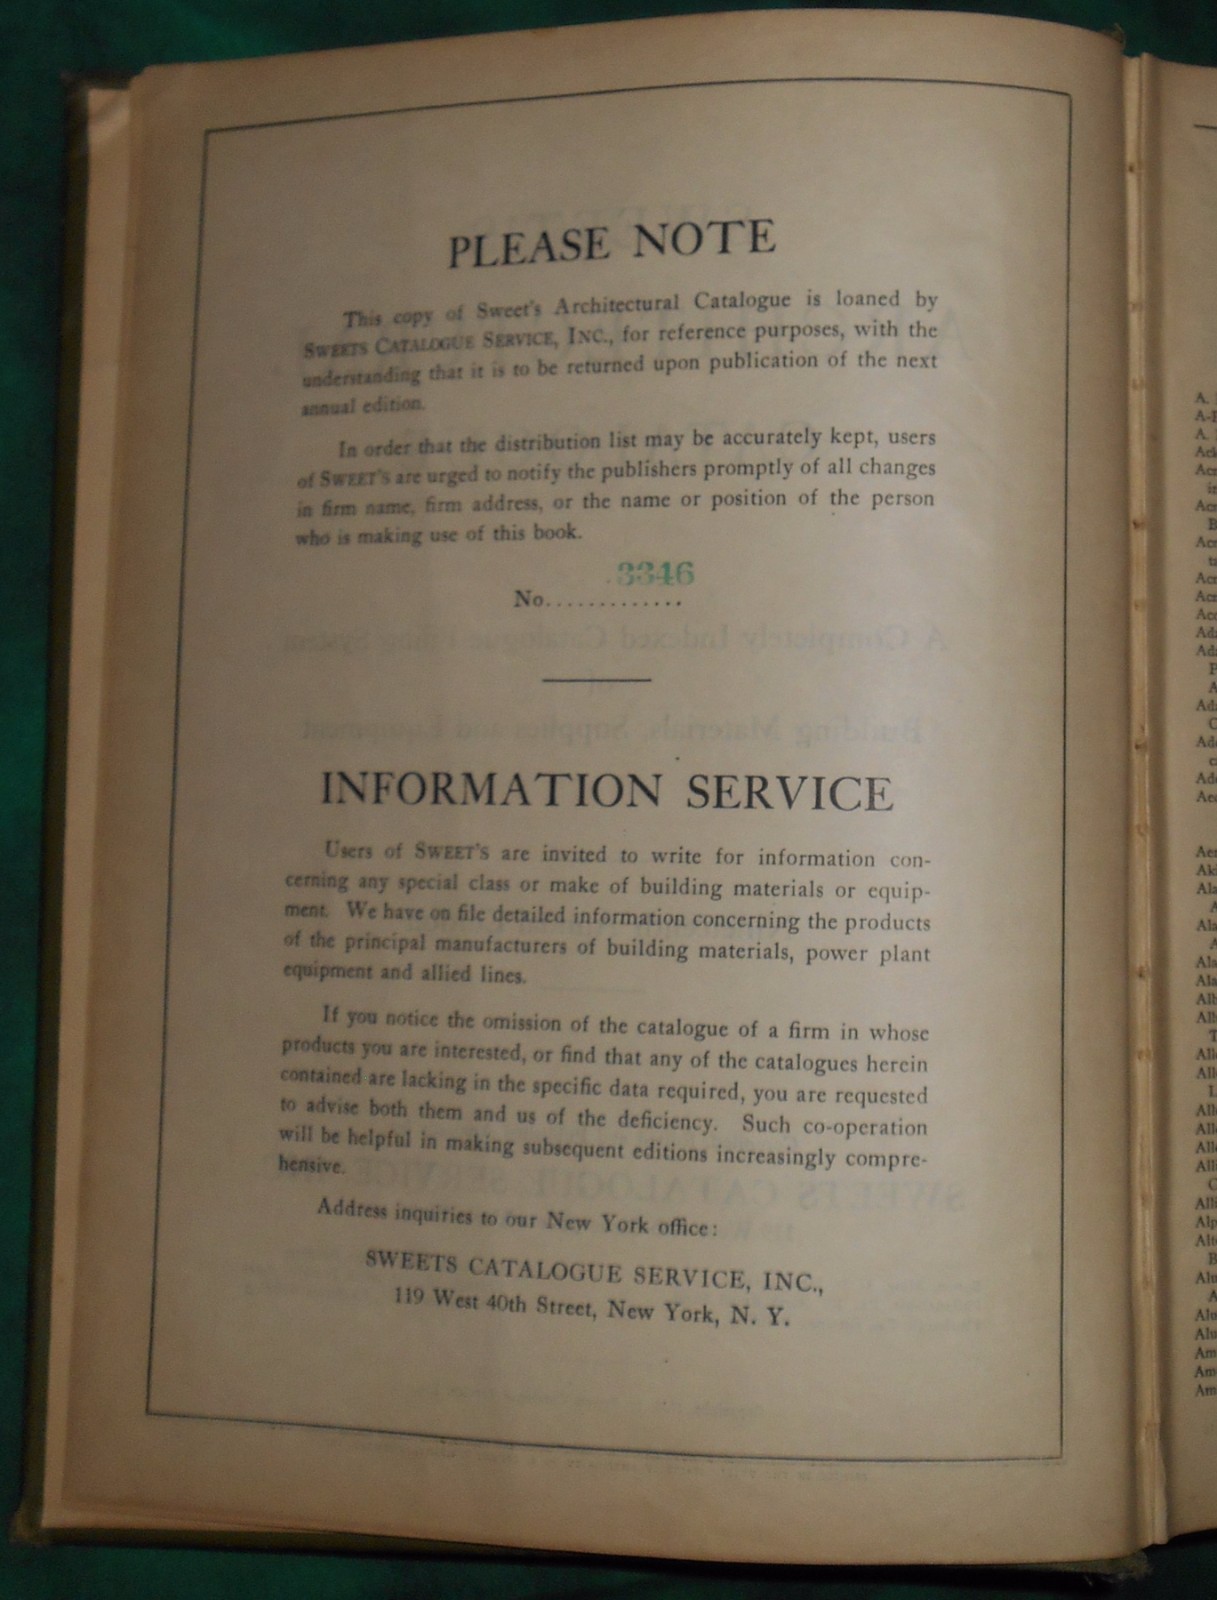 PLEASE NOTE
This copy of Sweet's Architectural Catalogue is loaned by
SWEETS CATALOGUE SERVICE, INC., for reference purposes, with the
understanding that it is to be returned upon publication of the next
annual edition.
In order that the distribution list may be accurately kept, users
of SWEET'S are urged to notify the publishers promptly of all changes
in firm name, firm address, or the name or position of the person
who is making use of this book.
3346
No.............
INFORMATION SERVICE
Users of SWEET'S are invited to write for information con-
cerning any special class or make of building materials or equip-
ment. We have on file detailed information concerning the products
of the principal manufacturers of building materials, power plant
equipment and allied lines.
If you notice the omission of the catalogue of a firm in whose
products you are interested, or find that any of the catalogues herein
contained are lacking in the specific data required, you are requested
to advise both them and us of the deficiency. Such co-operation
will be helpful in making subsequent editions increasingly compre-
hensive.
Address inquiries to our New York office:
SWEETS CATALOGUE SERVICE, INC.,
119 West 40th Street, New York, N. Y.